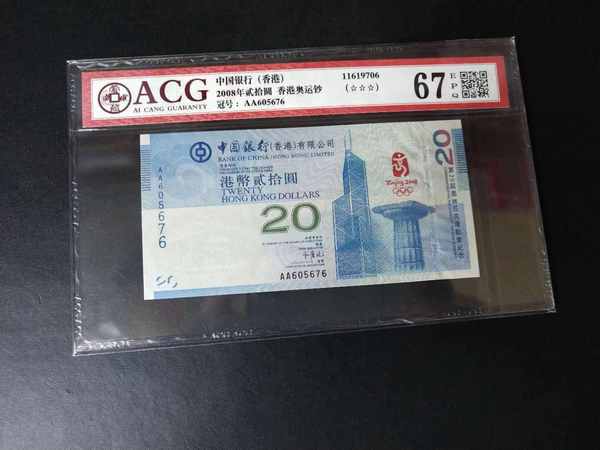 ACG
AI CANG GUARANTY
中国银行 (香港)
2008年贰拾圆 香港奥运钞
冠号: AA605676
11619706
(☆☆☆)
67 EPQ
中國銀行(香港)有限公司
BANK OF CHINA (HONG KONG) LIMITED
港幣貳拾圓
TWENTY
HONG KONG DOLLARS
20
AA605676
AA605676
Beijing 2008
20